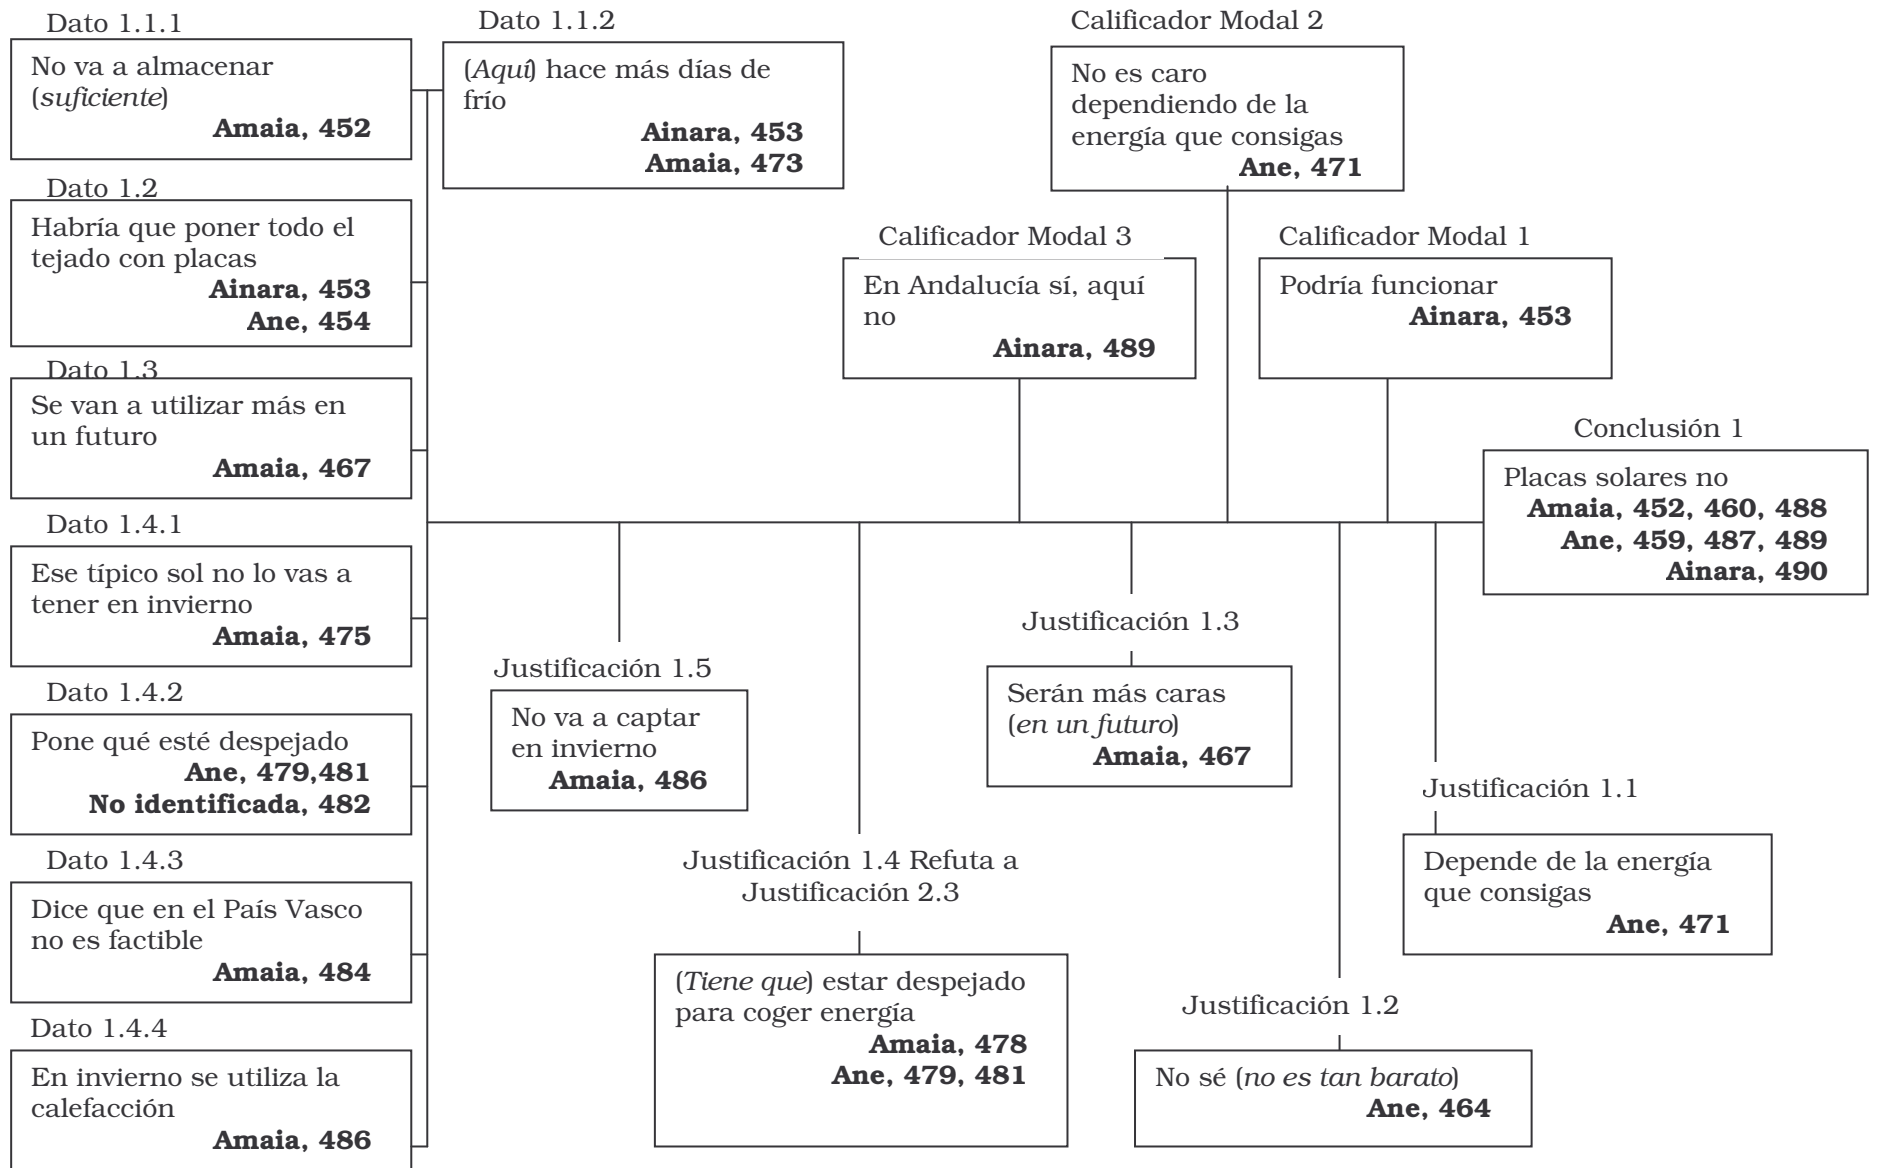 Dato 1.1.1
No va a almacenar
(suficiente)
Amaia, 452
Dato 1.1.2
(Aquí) hace más días de
frío
Ainara, 453
Amaia, 473
Calificador Modal 2
No es caro
dependiendo de la
energía que consigas
Ane, 471
Dato 1.2
Habría que poner todo el
tejado con placas
Ainara, 453
Ane, 454
Calificador Modal 3
En Andalucía sí, aquí
no
Ainara, 489
Calificador Modal 1
Podría funcionar
Ainara, 453
Dato 1.3
Se van a utilizar más en
un futuro
Amaia, 467
Conclusión 1
Placas solares no
Amaia, 452, 460, 488
Ane, 459, 487, 489
Ainara, 490
Dato 1.4.1
Ese típico sol no lo vas a
tener en invierno
Amaia, 475
Dato 1.4.2
Pone qué esté despejado
Ane, 479,481
No identificada, 482
Justificación 1.5
No va a captar
en invierno
Amaia, 486
Justificación 1.3
Serán más caras
(en un futuro)
Amaia, 467
Justificación 1.1
Depende de la energía
que consigas
Ane, 471
Dato 1.4.3
Dice que en el País Vasco
no es factible
Amaia, 484
Justificación 1.4 Refuta a
Justificación 2.3
(Tiene que) estar despejado
para coger energía
Amaia, 478
Ane, 479, 481
Justificación 1.2
No sé (no es tan barato)
Ane, 464
Dato 1.4.4
En invierno se utiliza la
calefacción
Amaia, 486